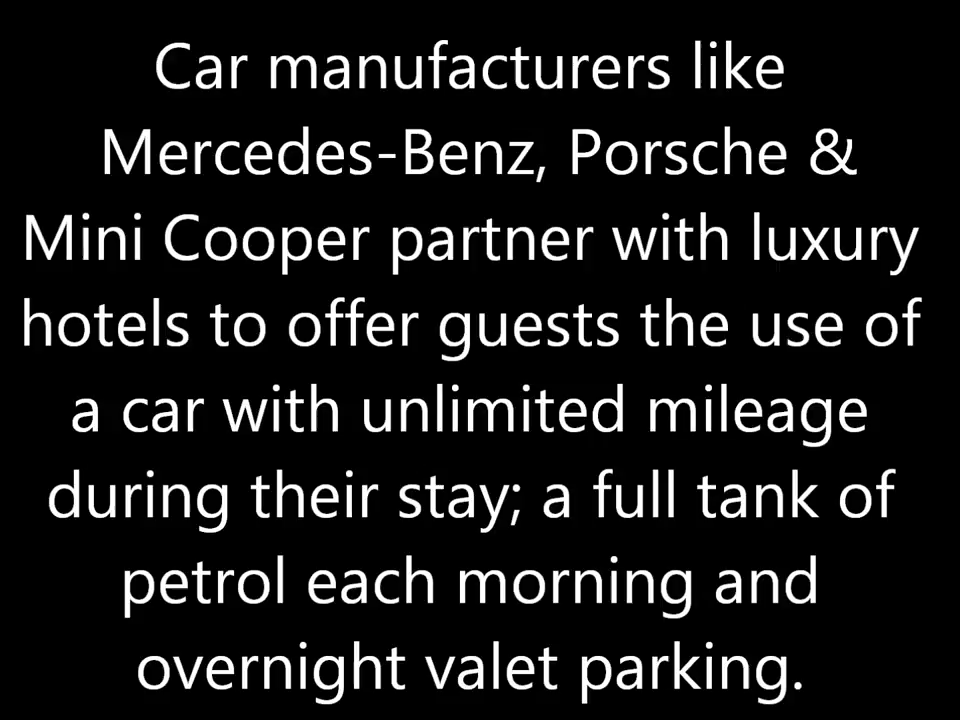 Car manufacturers like
Mercedes-Benz, Porsche &
Mini Cooper partner with luxury
hotels to offer guests the use of
a car with unlimited mileage
during their stay; a full tank of
petrol each morning and
overnight valet parking.